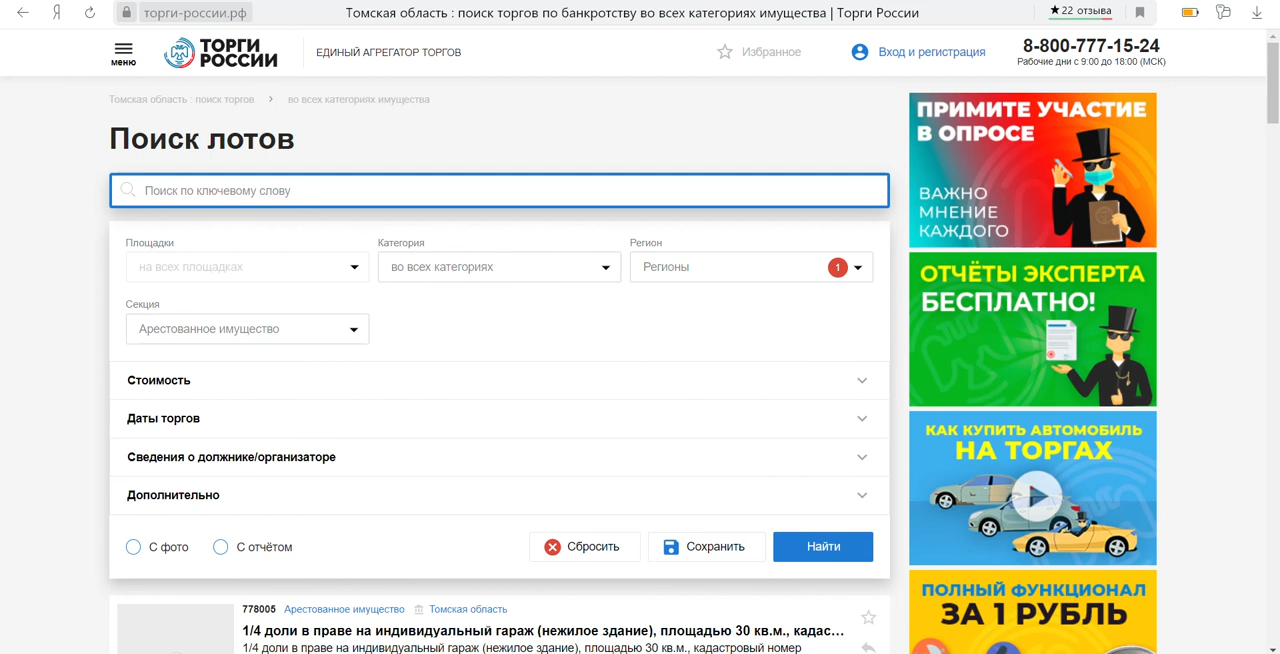 Я
торги-россии.рф
Томская область : поиск торгов по банкротству во всех категориях имущества | Торги России
★22 отзыва
меню
ТОРГИ
РОССИИ
ЕДИНЫЙ АГРЕГАТОР ТОРГОВ
Избранное
Вход и регистрация
8-800-777-15-24
Рабочие дни с 9:00 до 18:00 (МСК)
Томская область : поиск торгов > во всех категориях имущества
Поиск лотов
Поиск по ключевому слову
Площадки
Категория
Регион
на всех площадках
во всех категориях
Регионы
1
Секция
Арестованное имущество
Стоимость
Даты торгов
Сведения о должнике/организаторе
Дополнительно
С фото
С отчётом
Сбросить
Сохранить
Найти
778005 Арестованное имущество Томская область
1/4 доли в праве на индивидуальный гараж (нежилое здание), площадью 30 кв.м., кадас...
1/4 доли в праве на индивидуальный гараж (нежилое здание), площадью 30 кв.м., кадастровый номер
ПРИМИТЕ УЧАСТИЕ
В ОПРОСЕ
ВАЖНО
МНЕНИЕ
КАЖДОГО
ОТЧЁТЫ ЭКСПЕРТА
БЕСПЛАТНО!
КАК КУПИТЬ АВТОМОБИЛЬ
НА ТОРГАХ
ПОЛНЫЙ ФУНКЦИОНАЛ
ЗА 1 РУБЛЬ